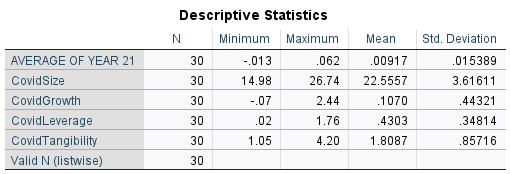 Descriptive Statistics
N Minimum Maximum Mean Std. Deviation
AVERAGE OF YEAR 21 30 -.013 .062 .00917 .015389
CovidSize 30 14.98 26.74 22.5557 3.61611
CovidGrowth 30 -.07 2.44 .1070 .44321
CovidLeverage 30 .02 1.76 .4303 .34814
CovidTangibility 30 1.05 4.20 1.8087 .85716
Valid N (listwise) 30